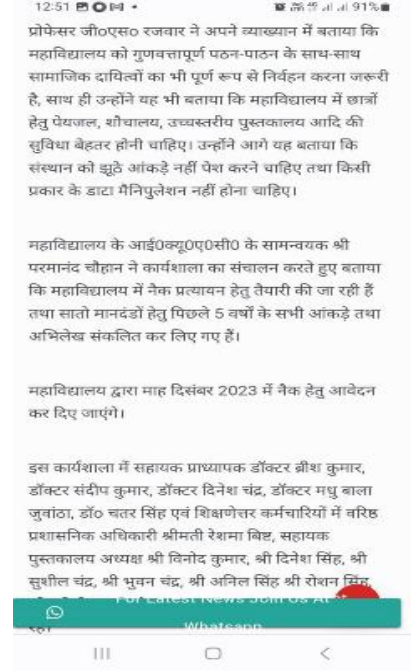 12:51
91%
प्रोफेसर जी०एस० रजवार ने अपने व्याख्यान में बताया कि
महाविद्यालय को गुणवत्तापूर्ण पठन-पाठन के साथ-साथ
सामाजिक दायित्वों का भी पूर्ण रूप से निर्वहन करना जरूरी
है, साथ ही उन्होंने यह भी बताया कि महाविद्यालय में छात्रों
हेतु पेयजल, शौचालय, उच्चस्तरीय पुस्तकालय आदि की
सुविधा बेहतर होनी चाहिए। उन्होंने आगे यह बताया कि
संस्थान को झूठे आंकड़े नहीं पेश करने चाहिए तथा किसी
प्रकार के डाटा मैनिपुलेशन नहीं होना चाहिए।
महाविद्यालय के आई0क्यू0ए0सी0 के सामन्वयक श्री
परमानंद चौहान ने कार्यशाला का संचालन करते हुए बताया
कि महाविद्यालय में नैक प्रत्यायन हेतु तैयारी की जा रही हैं
तथा सातो मानदंडों हेतु पिछले 5 वर्षों के सभी आंकड़े तथा
अभिलेख संकलित कर लिए गए हैं।
महाविद्यालय द्वारा माह दिसंबर 2023 में नैक हेतु आवेदन
कर दिए जाएंगे।
इस कार्यशाला में सहायक प्राध्यापक डॉक्टर ब्रीश कुमार,
डॉक्टर संदीप कुमार, डॉक्टर दिनेश चंद्र, डॉक्टर मधु बाला
जुवांठा, डॉ० चतर सिंह एवं शिक्षणेत्तर कर्मचारियों में वरिष्ठ
प्रशासनिक अधिकारी श्रीमती रेशमा बिष्ट, सहायक
पुस्तकालय अध्यक्ष श्री विनोद कुमार, श्री दिनेश सिंह, श्री
सुशील चंद्र, श्री भुवन चंद्र, श्री अनिल सिंह श्री रोशन सिंह,
For Latest News Join Us At
Whatsapp
रहा